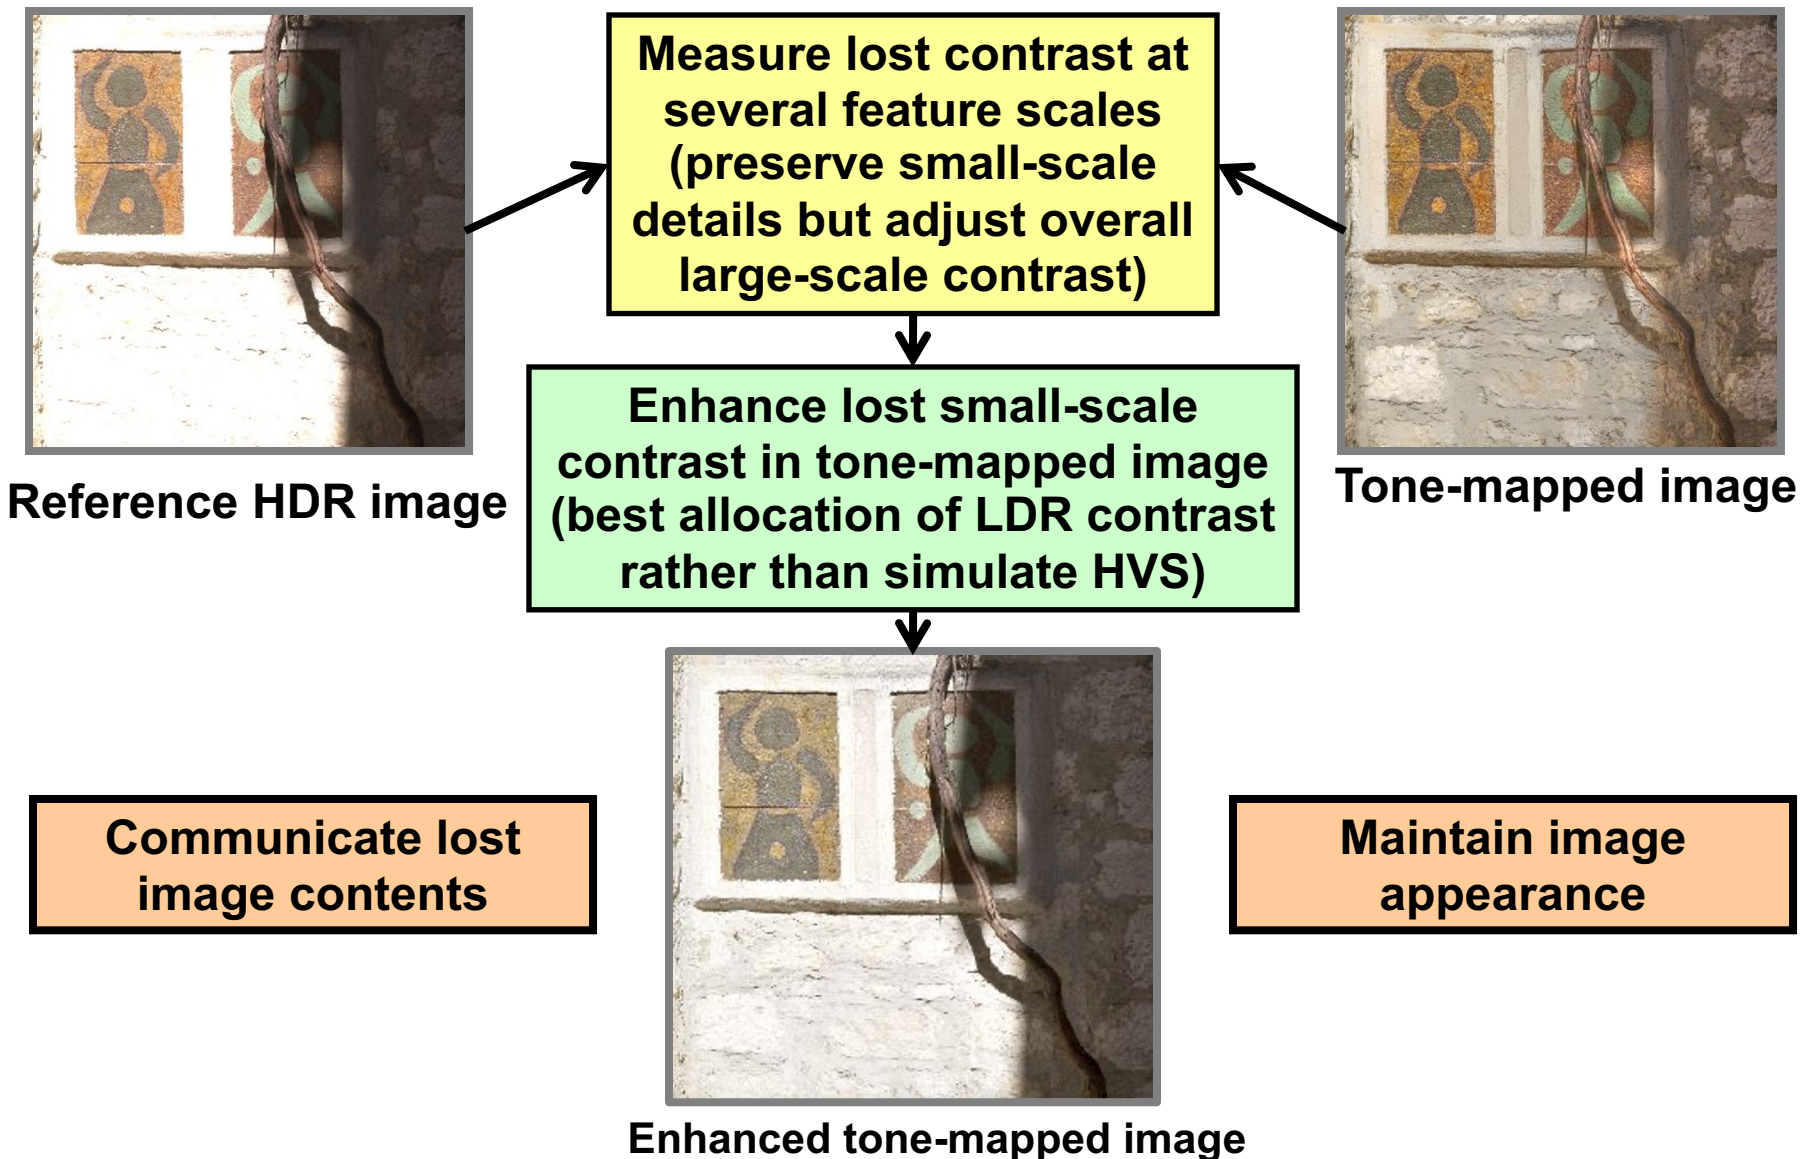 Measure lost contrast at
several feature scales
(preserve small-scale
details but adjust overall
large-scale contrast)
Reference HDR image
Tone-mapped image
Enhance lost small-scale
contrast in tone-mapped image
(best allocation of LDR contrast
rather than simulate HVS)
Communicate lost
image contents
Maintain image
appearance
Enhanced tone-mapped image